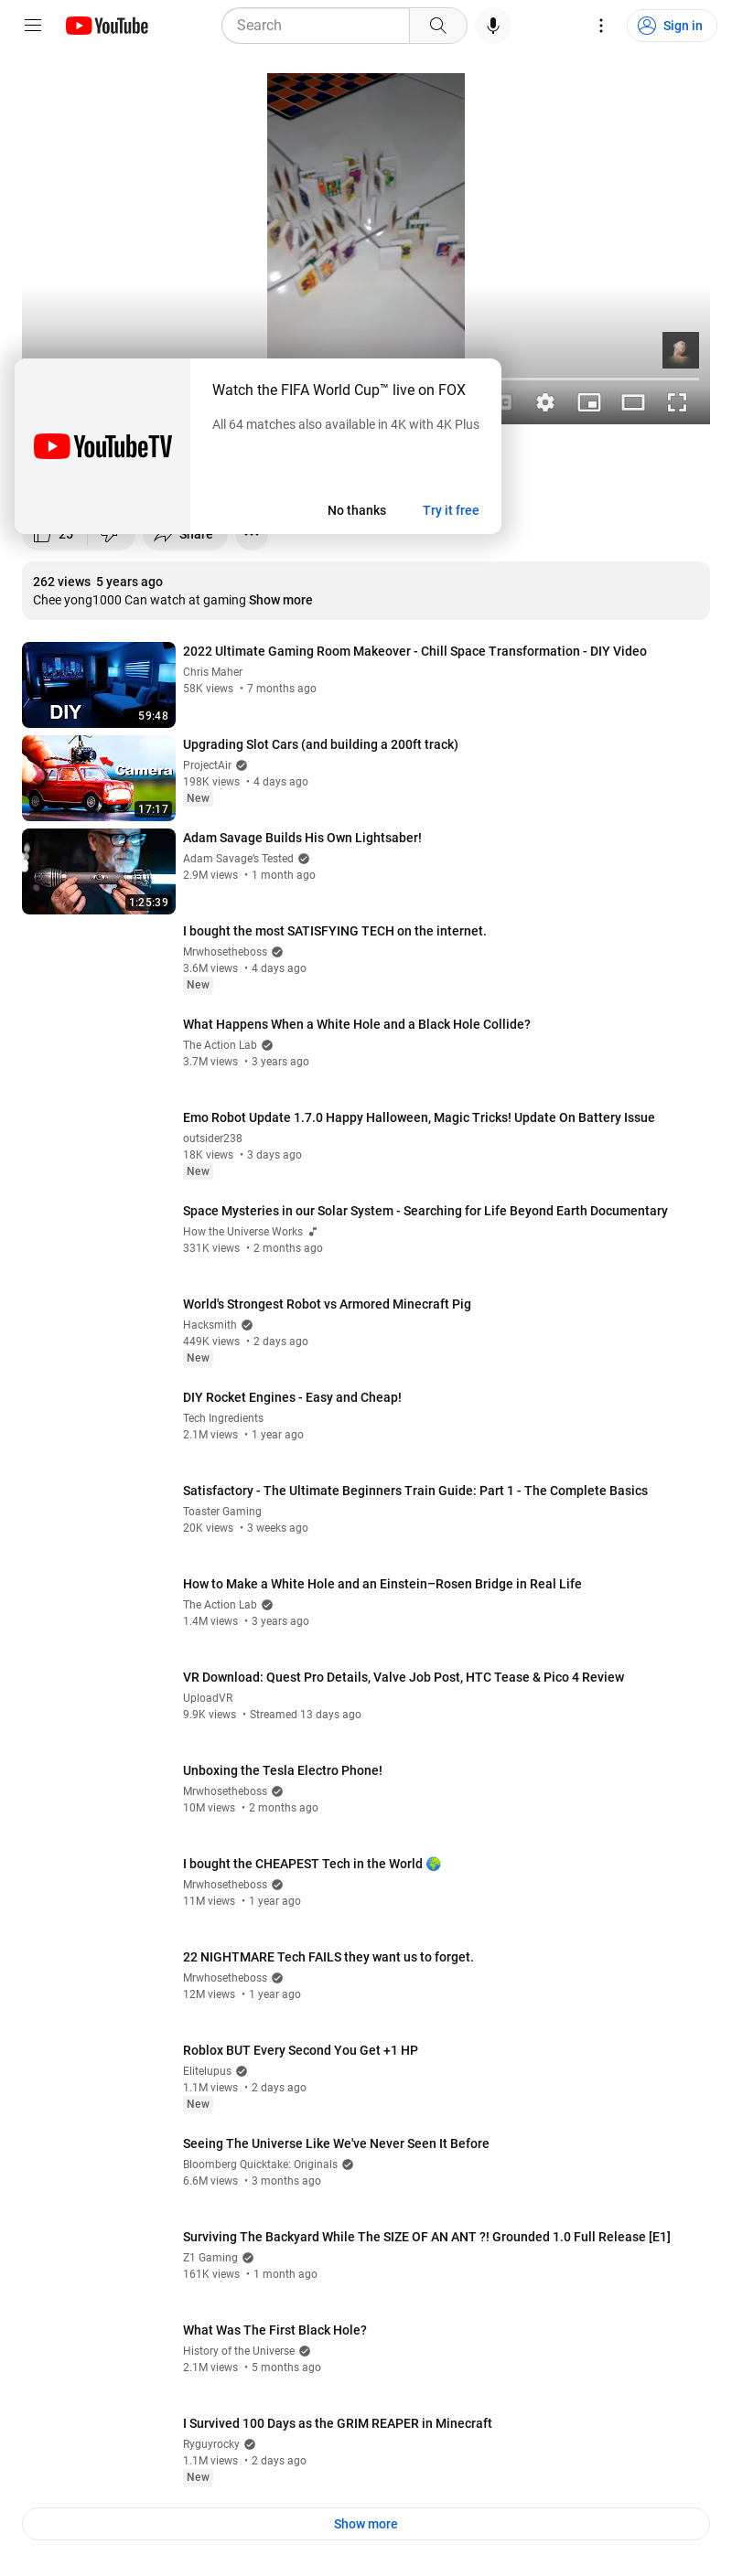 YouTube
Search
Sign in
Watch the FIFA World Cup™ live on FOX
All 64 matches also available in 4K with 4K Plus
YouTubeTV
No thanks
Try it free
25
Share
262 views 5 years ago
Chee yong1000 Can watch at gaming Show more
2022 Ultimate Gaming Room Makeover - Chill Space Transformation - DIY Video
Chris Maher
58K views • 7 months ago
DIY
59:48
Upgrading Slot Cars (and building a 200ft track)
ProjectAir
Camera
198K views • 4 days ago
New
17:17
Adam Savage Builds His Own Lightsaber!
Adam Savage's Tested
2.9M views • 1 month ago
1:25:39
I bought the most SATISFYING TECH on the internet.
Mrwhosetheboss
3.6M views • 4 days ago
New
What Happens When a White Hole and a Black Hole Collide?
The Action Lab
3.7M views • 3 years ago
Emo Robot Update 1.7.0 Happy Halloween, Magic Tricks! Update On Battery Issue
outsider238
18K views • 3 days ago
New
Space Mysteries in our Solar System - Searching for Life Beyond Earth Documentary
How the Universe Works
331K views • 2 months ago
World's Strongest Robot vs Armored Minecraft Pig
Hacksmith
449K views • 2 days ago
New
DIY Rocket Engines - Easy and Cheap!
Tech Ingredients
2.1M views • 1 year ago
Satisfactory - The Ultimate Beginners Train Guide: Part 1 - The Complete Basics
Toaster Gaming
20K views • 3 weeks ago
How to Make a White Hole and an Einstein–Rosen Bridge in Real Life
The Action Lab
1.4M views • 3 years ago
VR Download: Quest Pro Details, Valve Job Post, HTC Tease & Pico 4 Review
UploadVR
9.9K views • Streamed 13 days ago
Unboxing the Tesla Electro Phone!
Mrwhosetheboss
10M views • 2 months ago
I bought the CHEAPEST Tech in the World 🌍
Mrwhosetheboss
11M views • 1 year ago
22 NIGHTMARE Tech FAILS they want us to forget.
Mrwhosetheboss
12M views • 1 year ago
Roblox BUT Every Second You Get +1 HP
Elitelupus
1.1M views • 2 days ago
New
Seeing The Universe Like We've Never Seen It Before
Bloomberg Quicktake: Originals
6.6M views • 3 months ago
Surviving The Backyard While The SIZE OF AN ANT ?! Grounded 1.0 Full Release [E1]
Z1 Gaming
161K views • 1 month ago
What Was The First Black Hole?
History of the Universe
2.1M views • 5 months ago
I Survived 100 Days as the GRIM REAPER in Minecraft
Ryguyrocky
1.1M views • 2 days ago
New
Show more